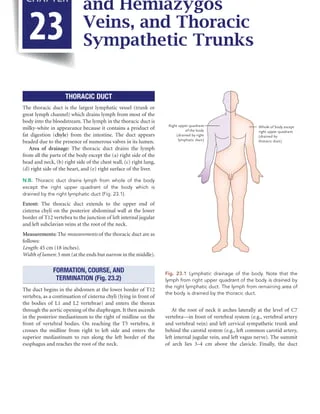 CHAPTER
23
and Hemiazygos
Veins, and Thoracic
Sympathetic Trunks
THORACIC DUCT
The thoracic duct is the largest lymphatic vessel (trunk or
great lymph channel) which drains lymph from most of the
body into the bloodstream. The lymph in the thoracic duct is
milky-white in appearance because it contains a product of
fat digestion (chyle) from the intestine. The duct appears
beaded due to the presence of numerous valves in its lumen.
Area of drainage: The thoracic duct drains the lymph
from all the parts of the body except the (a) right side of the
head and neck, (b) right side of the chest wall, (c) right lung,
(d) right side of the heart, and (e) right surface of the liver.
N.B. Thoracic duct drains lymph from whole of the body
except the right upper quadrant of the body which is
drained by the right lymphatic duct (Fig. 23.1).
Extent: The thoracic duct extends to the upper end of
cisterna chyli on the posterior abdominal wall at the lower
border of T12 vertebra to the junction of left internal jugular
and left subclavian veins at the root of the neck.
Measurements: The measurements of the thoracic duct are as
follows:
Length: 45 cm (18 inches).
Width of lumen: 5 mm (at the ends but narrow in the middle).
FORMATION, COURSE, AND
TERMINATION (Fig. 23.2)
The duct begins in the abdomen at the lower border of T12
vertebra, as a continuation of cisterna chyli (lying in front of
the bodies of L1 and L2 vertebrae) and enters the thorax
through the aortic opening of the diaphragm. It then ascends
in the posterior mediastinum to the right of midline on the
front of vertebral bodies. On reaching the T5 vertebra, it
crosses the midline from right to left side and enters the
superior mediastinum to run along the left border of the
esophagus and reaches the root of the neck.
Right upper quadrant
of the body
(drained by right
lymphatic duct)
Whole of body except
right upper quadrant
(drained by
thoracic duct)
Fig. 23.1 Lymphatic drainage of the body. Note that the
lymph from right upper quadrant of the body is drained by
the right lymphatic duct. The lymph from remaining area of
the body is drained by the thoracic duct.
At the root of neck it arches laterally at the level of C7
vertebra—in front of vertebral system (e.g., vertebral artery
and vertebral vein) and left cervical sympathetic trunk and
behind the carotid system (e.g., left common carotid artery,
left internal jugular vein, and left vagus nerve). The summit
of arch lies 3–4 cm above the clavicle. Finally, the duct